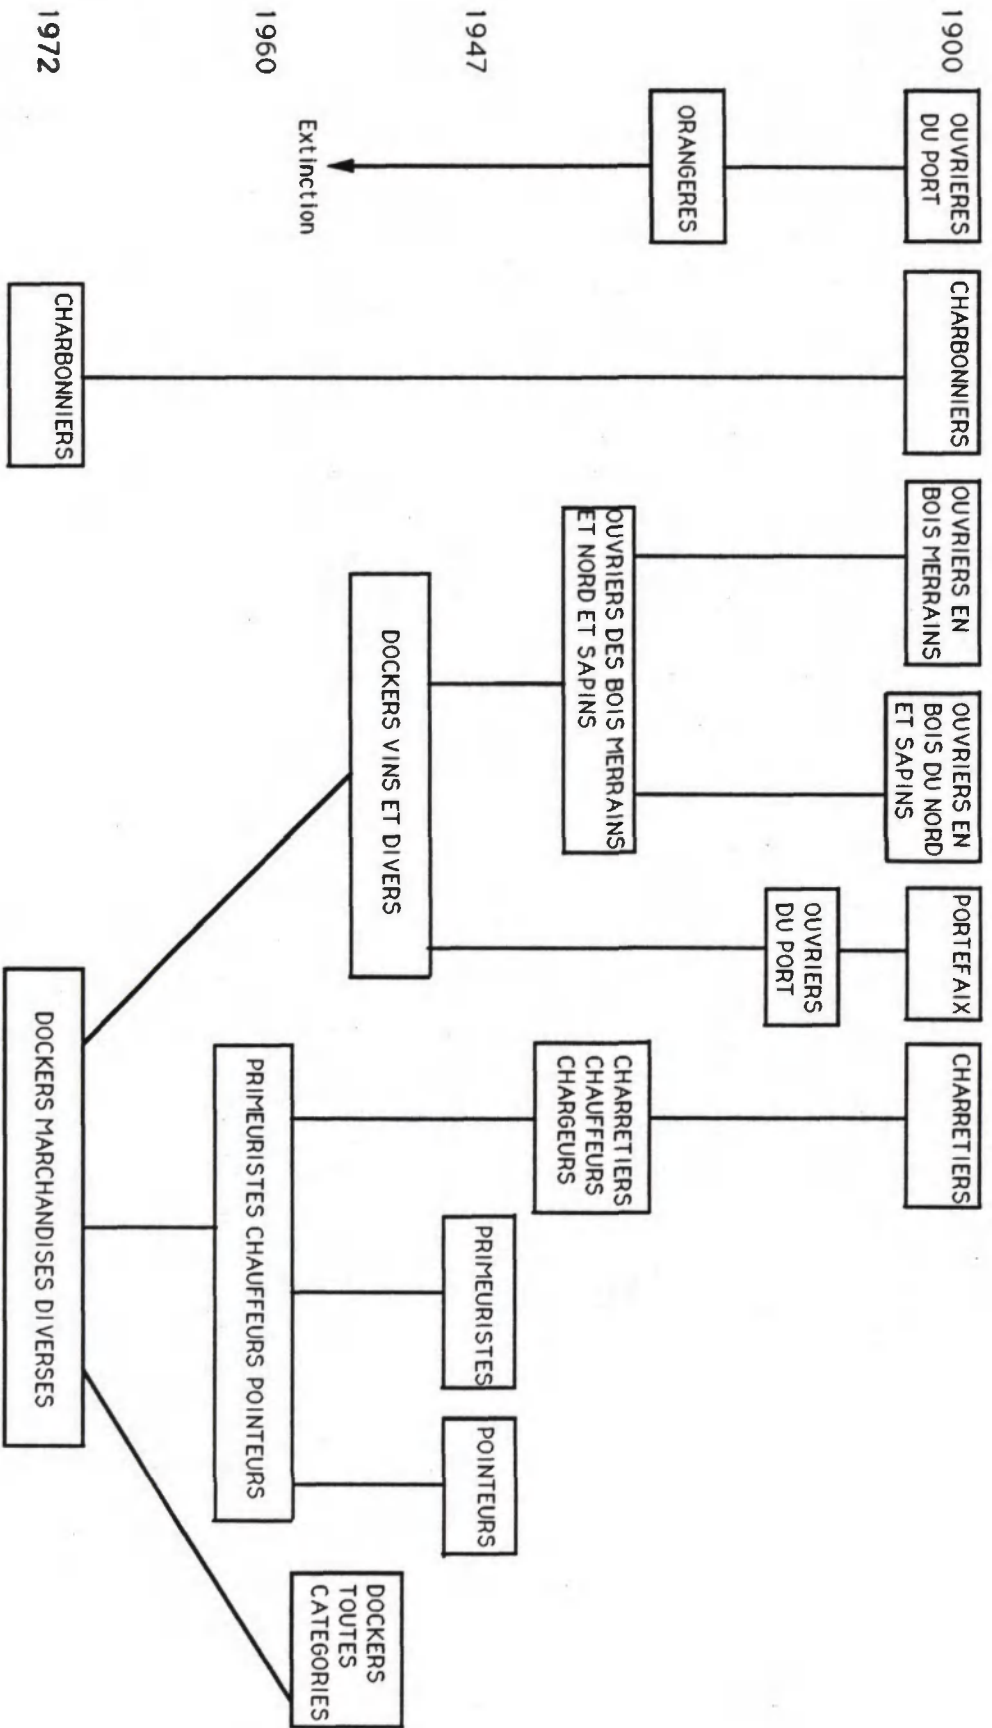 1900
OUVRIERES
DU PORT
CHARBONNIERS
OUVRIERS EN
BOIS MERRAINS
OUVRIERS EN
BOIS DU NORD
ET SAPINS
PORTEFAIX
CHARRETIERS
OUVRIERS
DU PORT
ORANGERES
OUVRIERS DES BOIS MERRAINS
ET NORD ET SAPINS
CHARRETIERS
CHAUFFEURS
CHARGEURS
1947
PRIMEURISTES
POINTEURS
DOCKERS VINS ET DIVERS
DOCKERS
TOUTES
CATEGORIES
Extinction
1960
PRIMEURISTES CHAUFFEURS POINTEURS
1972
CHARBONNIERS
DOCKERS MARCHANDISES DIVERSES